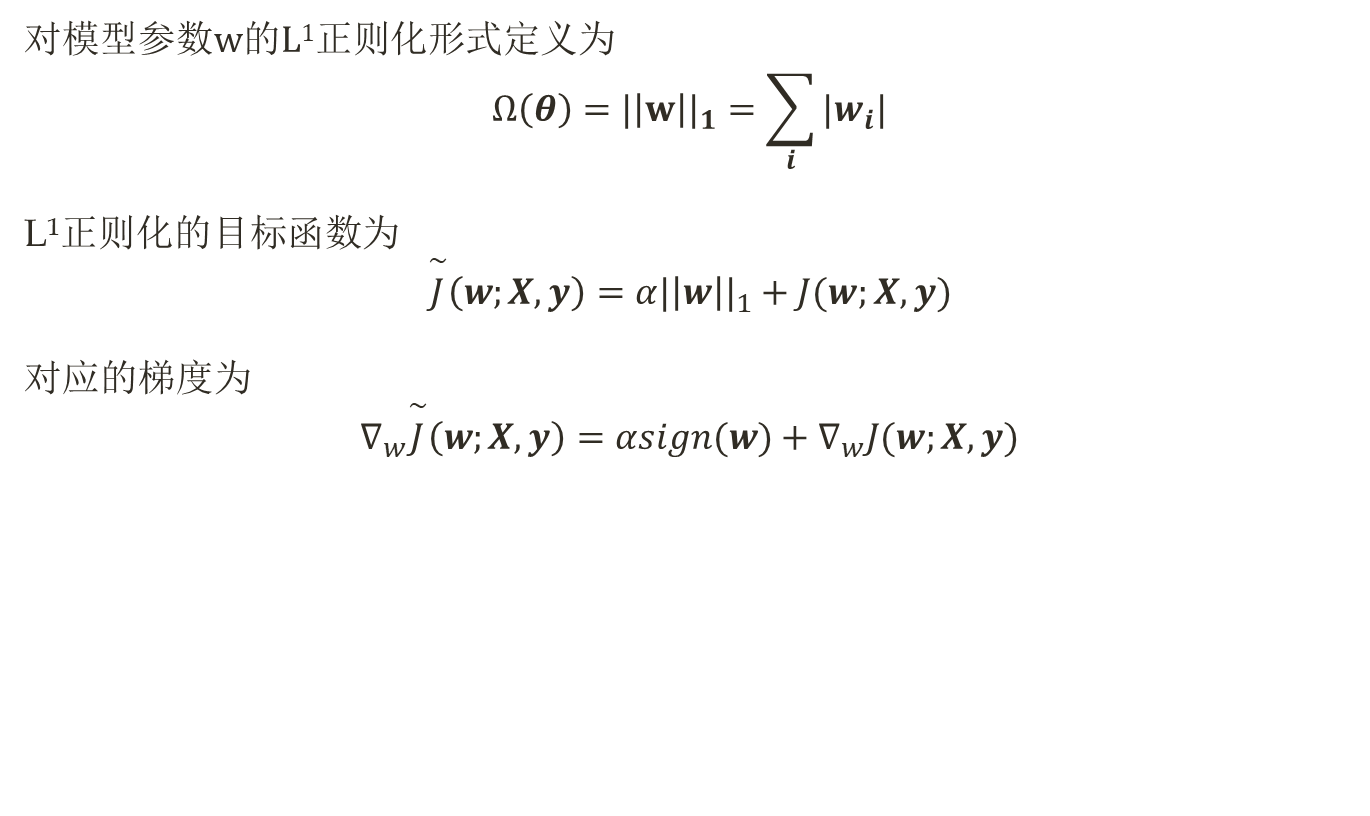 对模型参数w的L¹正则化形式定义为
Ω(θ) = ||w||₁ = ∑ᵢ |wᵢ|
L¹正则化的目标函数为
J̃(w; X, y) = α||w||₁ + J(w; X, y)
对应的梯度为
∇_w J̃(w; X, y) = αsign(w) + ∇_w J(w; X, y)